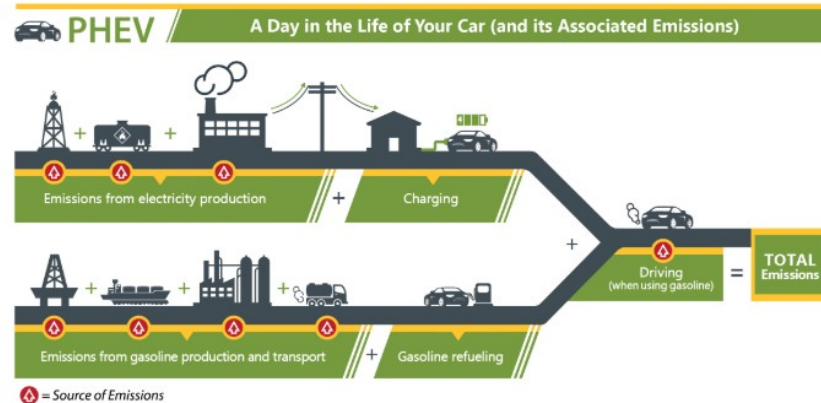 PHEV
A Day in the Life of Your Car (and its Associated Emissions)
+ +
Emissions from electricity production
+
Charging
+ + +
Emissions from gasoline production and transport
+
Gasoline refueling
+
Driving
(when using gasoline)
=
TOTAL
Emissions
= Source of Emissions